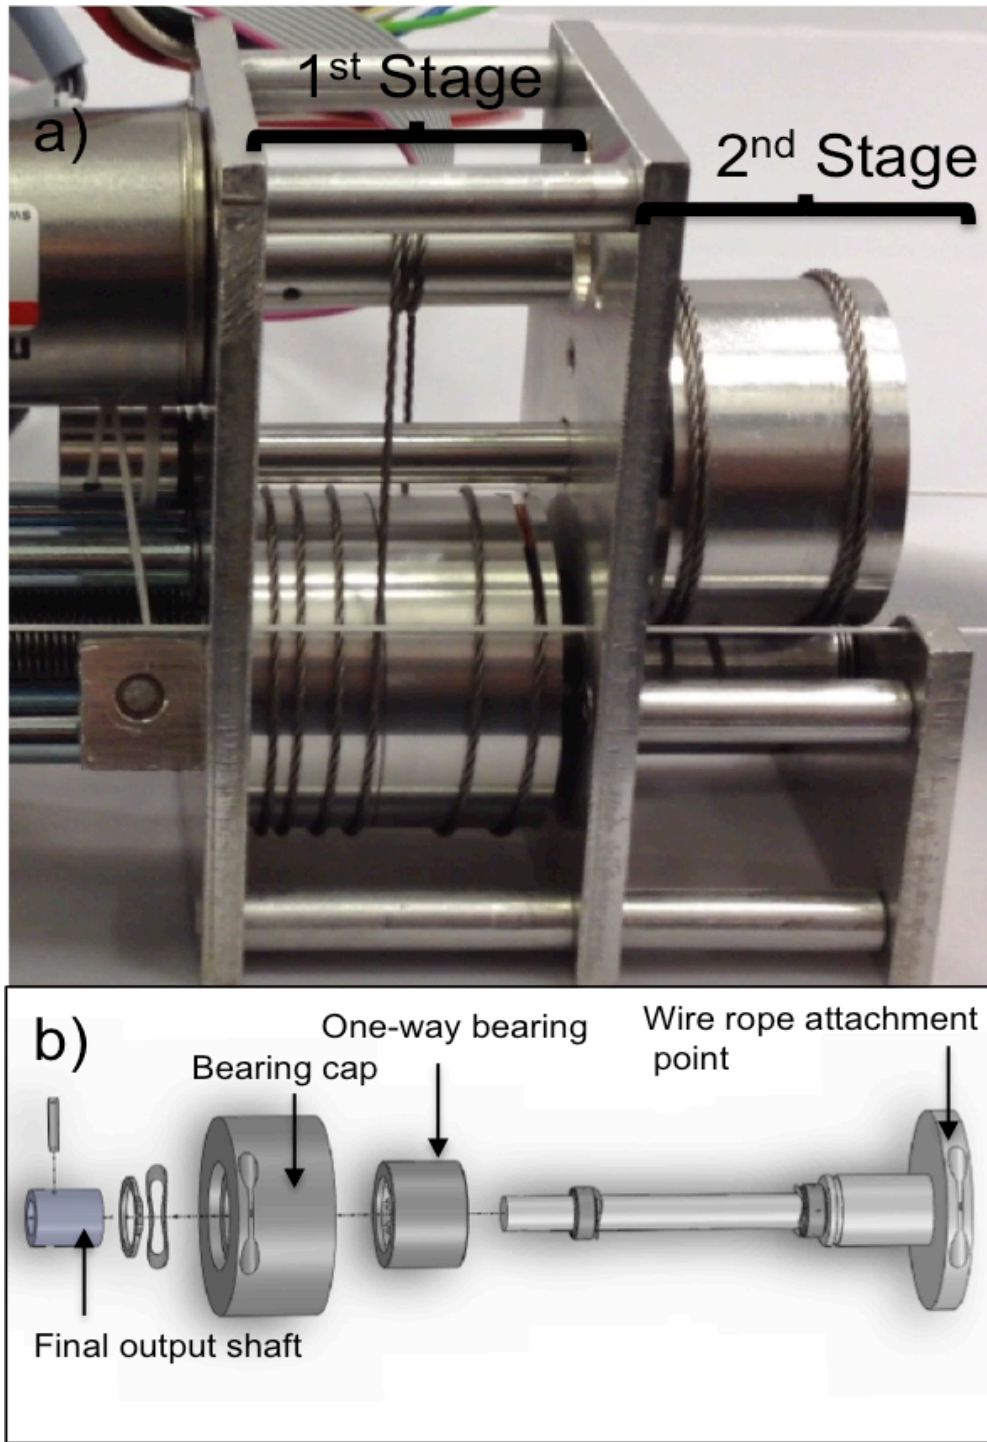 a)
1st Stage
2nd Stage
b)
One-way bearing
Wire rope attachment
point
Bearing cap
Final output shaft